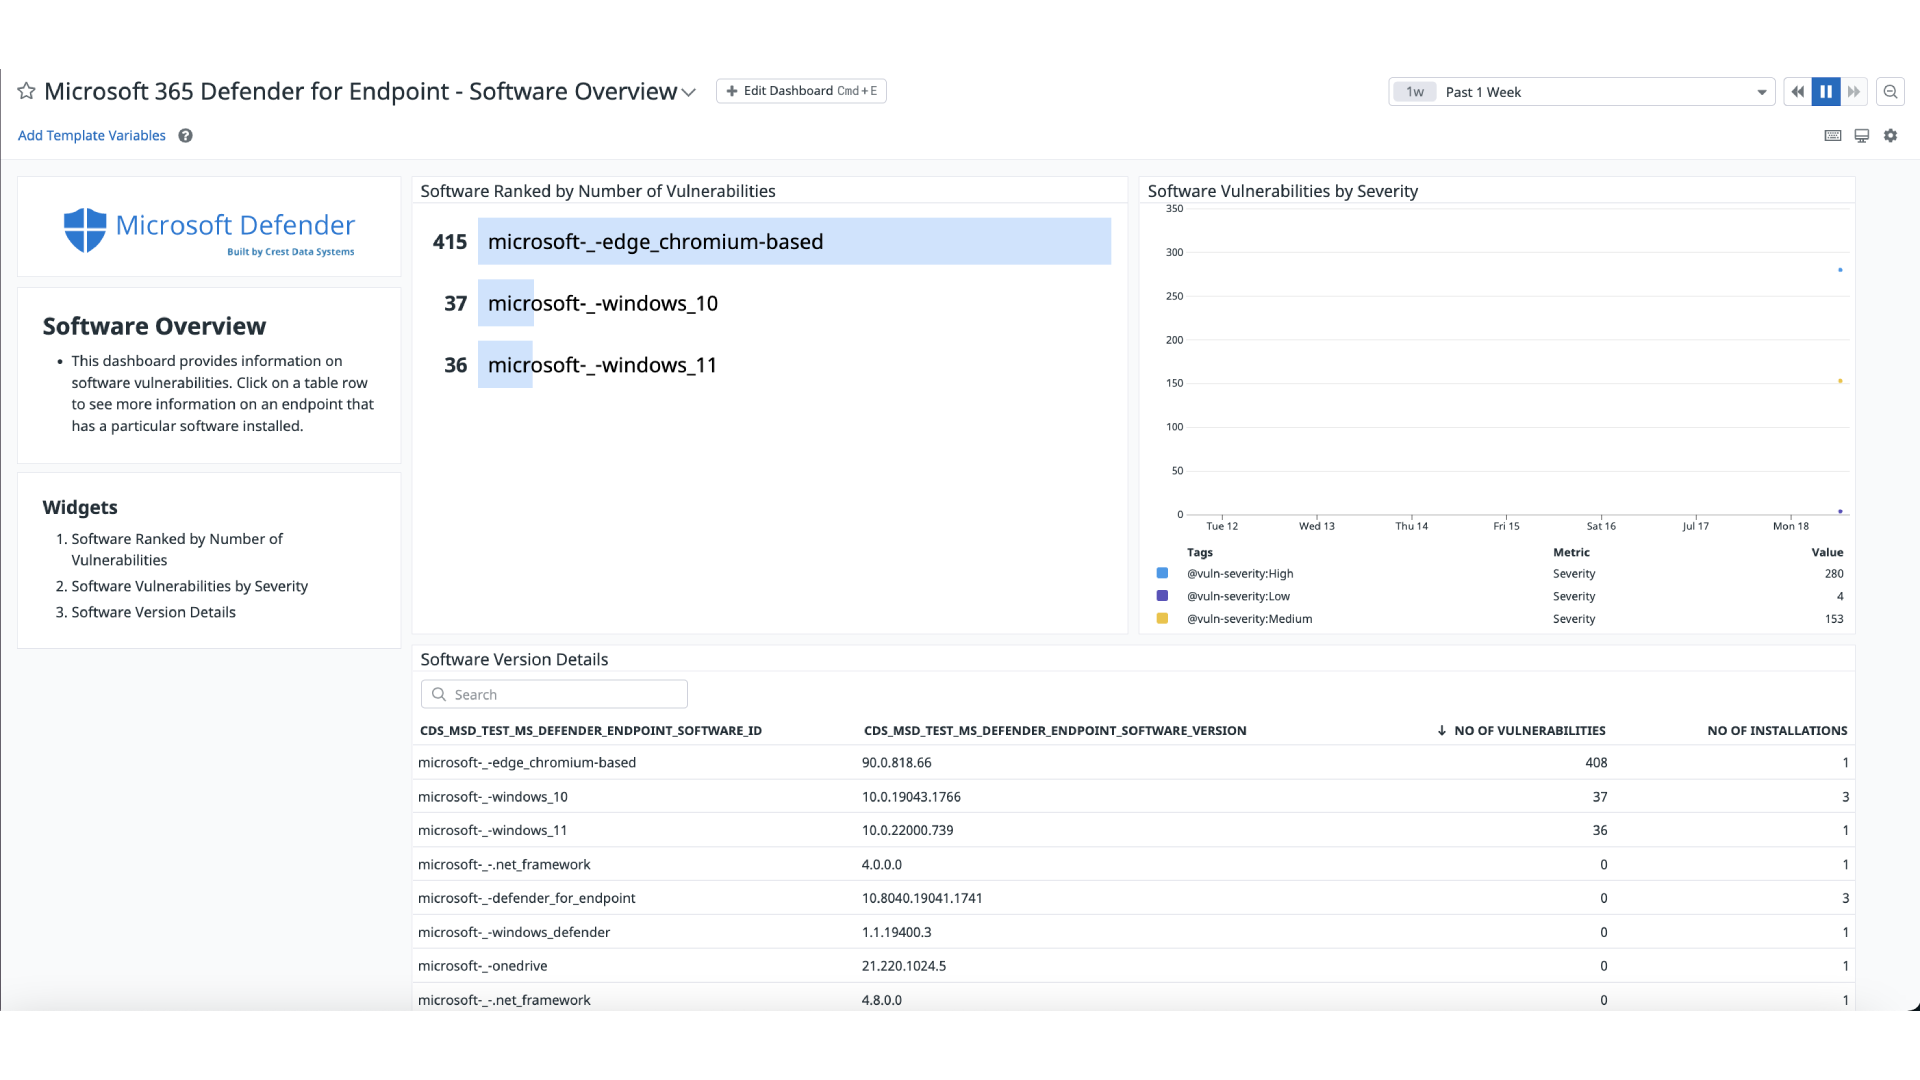 Microsoft 365 Defender for Endpoint - Software Overview
+ Edit Dashboard Cmd+E
1w Past 1 Week
Add Template Variables ?
Microsoft Defender
Built by Crest Data Systems
Software Overview
• This dashboard provides information on
software vulnerabilities. Click on a table row
to see more information on an endpoint that
has a particular software installed.
Widgets
1. Software Ranked by Number of
Vulnerabilities
2. Software Vulnerabilities by Severity
3. Software Version Details
Software Ranked by Number of Vulnerabilities
415 microsoft-_-edge_chromium-based
37 microsoft-_-windows_10
36 microsoft-_-windows_11
Software Vulnerabilities by Severity
350
300
250
200
150
100
50
0
Tue 12 Wed 13 Thu 14 Fri 15 Sat 16 Jul 17 Mon 18
Tags Metric Value
@vuln-severity:High Severity 280
@vuln-severity:Low Severity 4
@vuln-severity:Medium Severity 153
Software Version Details
Search
CDS_MSD_TEST_MS_DEFENDER_ENDPOINT_SOFTWARE_ID CDS_MSD_TEST_MS_DEFENDER_ENDPOINT_SOFTWARE_VERSION ↓ NO OF VULNERABILITIES NO OF INSTALLATIONS
microsoft-_-edge_chromium-based 90.0.818.66 408 1
microsoft-_-windows_10 10.0.19043.1766 37 3
microsoft-_-windows_11 10.0.22000.739 36 1
microsoft-_-.net_framework 4.0.0.0 0 1
microsoft-_-defender_for_endpoint 10.8040.19041.1741 0 3
microsoft-_-windows_defender 1.1.19400.3 0 1
microsoft-_-onedrive 21.220.1024.5 0 1
microsoft-_-.net_framework 4.8.0.0 0 1